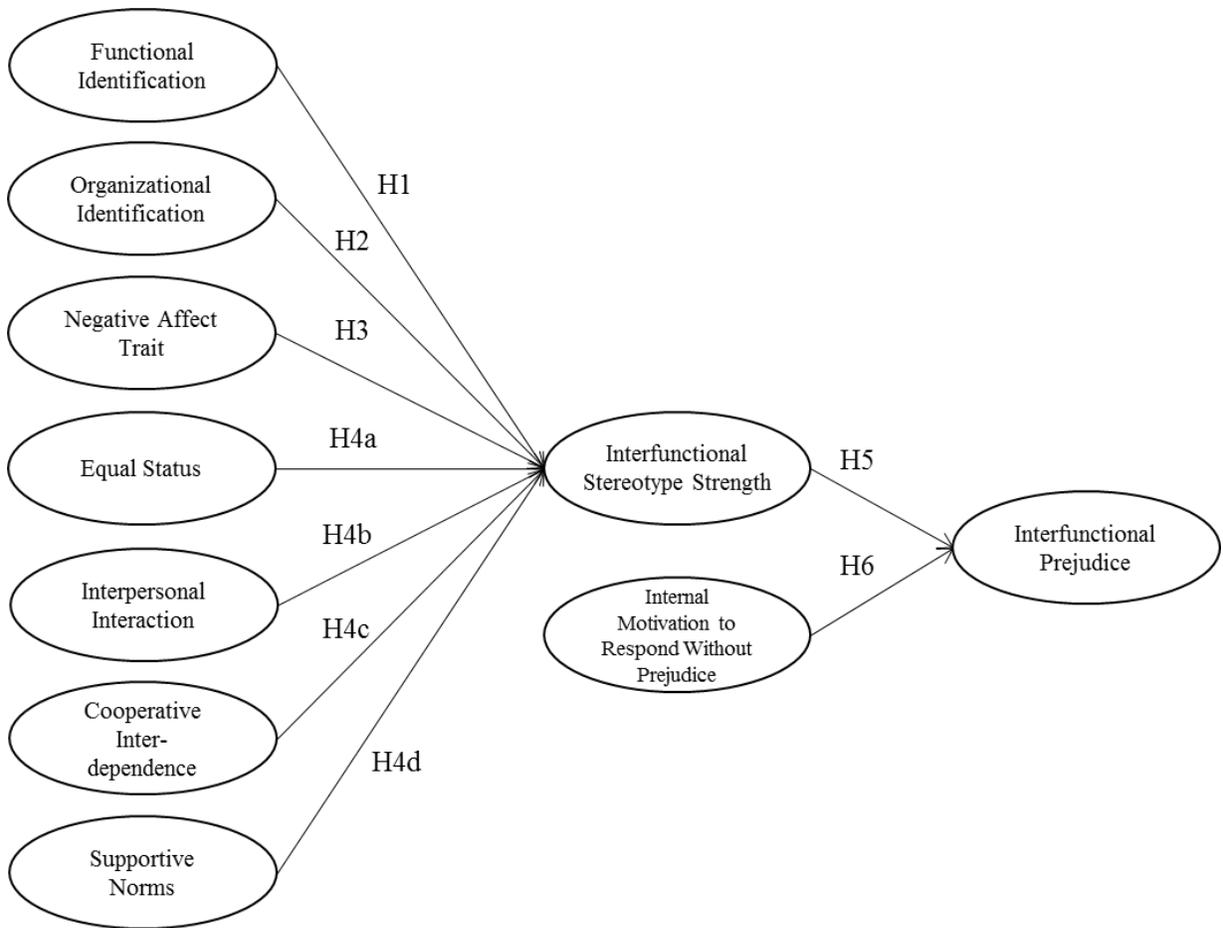 Functional
Identification
Organizational
Identification
Negative Affect
Trait
Equal Status
Interpersonal
Interaction
Cooperative
Inter-
dependence
Supportive
Norms
H1
H2
H3
H4a
H4b
H4c
H4d
Interfunctional
Stereotype Strength
Internal
Motivation to
Respond Without
Prejudice
H5
H6
Interfunctional
Prejudice